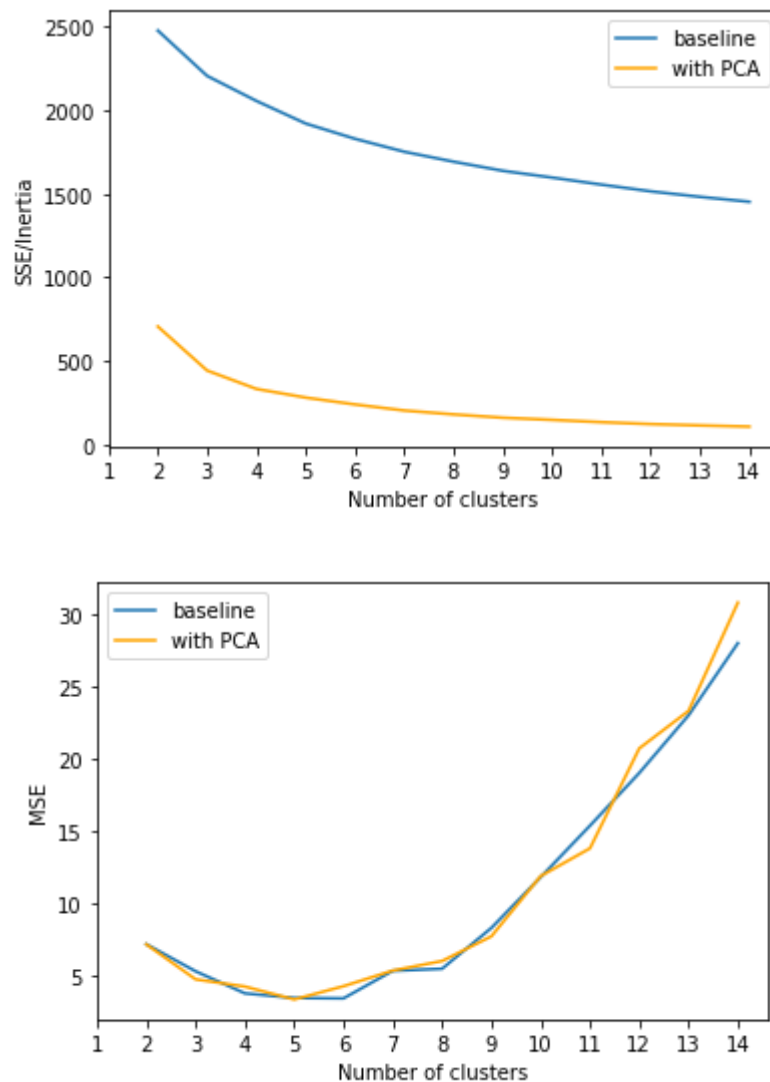 2500
2000
1500
1000
500
0
SSE/Inertia
baseline
with PCA
1 2 3 4 5 6 7 8 9 10 11 12 13 14
Number of clusters
30
25
20
15
10
5
MSE
baseline
with PCA
1 2 3 4 5 6 7 8 9 10 11 12 13 14
Number of clusters